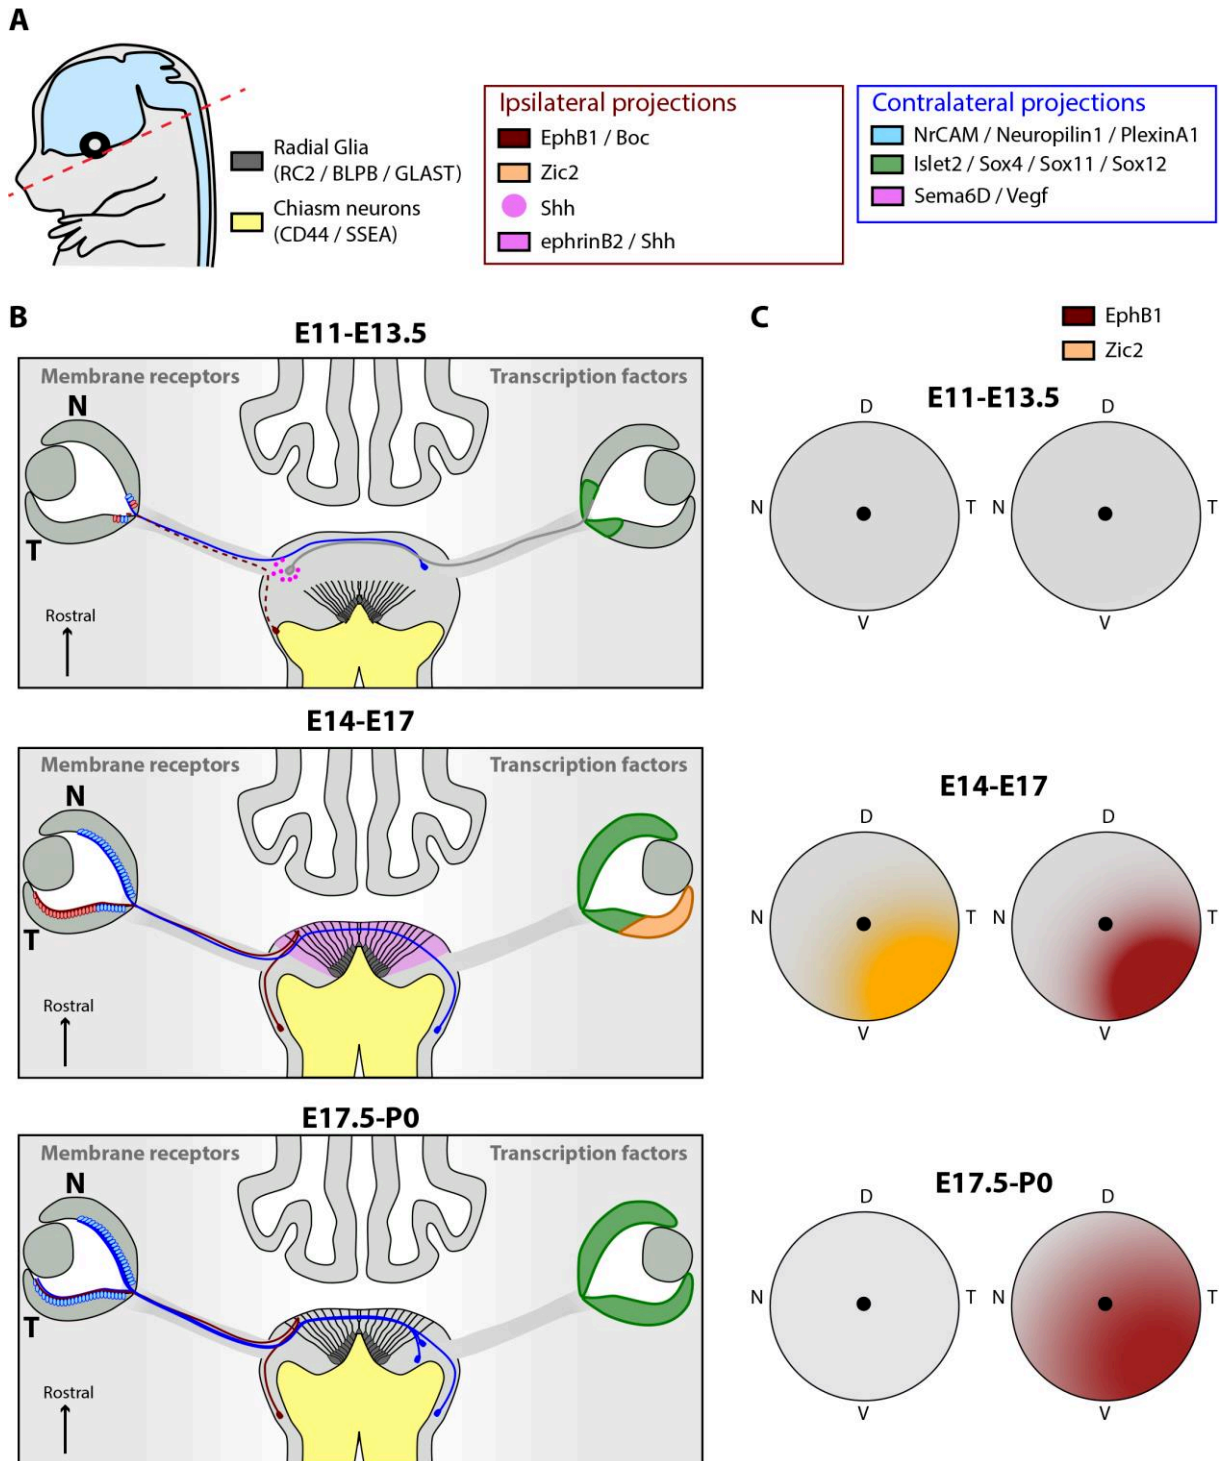 A
Radial Glia
(RC2 / BLPB / GLAST)
Chiasm neurons
(CD44 / SSEA)
Ipsilateral projections
EphB1 / Boc
Zic2
Shh
ephrinB2 / Shh
Contralateral projections
NrCAM / Neuropilin1 / PlexinA1
Islet2 / Sox4 / Sox11 / Sox12
Sema6D / Vegf
B
E11-E13.5
Membrane receptors
Transcription factors
N
T
Rostral
E14-E17
Membrane receptors
Transcription factors
N
T
Rostral
E17.5-P0
Membrane receptors
Transcription factors
N
T
Rostral
C
EphB1
Zic2
E11-E13.5
D
D
N
T
N
T
V
V
E14-E17
D
D
N
T
N
T
V
V
E17.5-P0
D
D
N
T
N
T
V
V